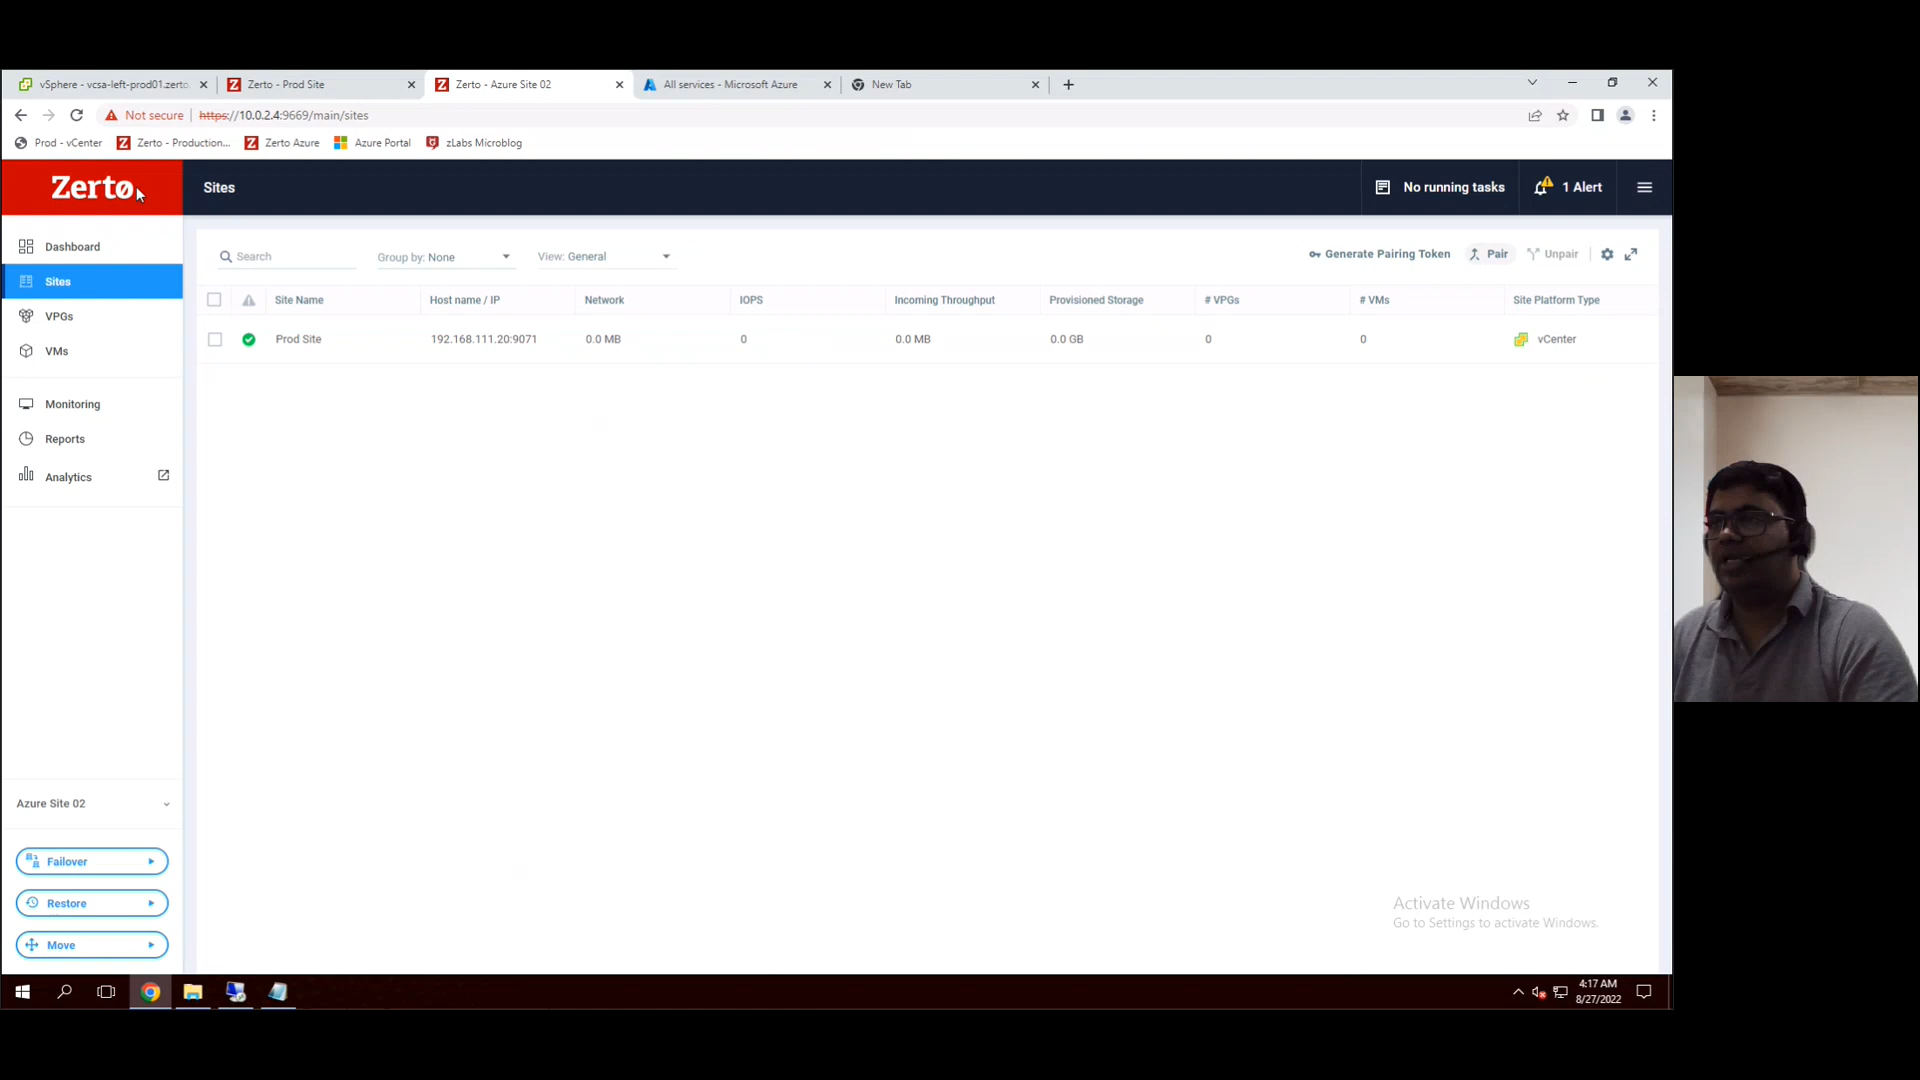 vSphere - vcsa-left-prod01.zerto.
Zerto - Prod Site
Zerto - Azure Site 02
All services - Microsoft Azure
New Tab
Not secure
https://10.0.2.4:9669/main/sites
Prod - vCenter
Zerto - Production...
Zerto Azure
Azure Portal
zLabs Microblog
Zerto
Sites
No running tasks
1 Alert
Dashboard
Sites
VPGs
VMs
Monitoring
Reports
Analytics
Search
Group by: None
View: General
Generate Pairing Token
Pair
Unpair
Site Name
Host name / IP
Network
IOPS
Incoming Throughput
Provisioned Storage
# VPGs
# VMs
Site Platform Type
Prod Site
192.168.111.20:9071
0.0 MB
0
0.0 MB
0.0 GB
0
0
vCenter
Azure Site 02
Failover
Restore
Move
Activate Windows
Go to Settings to activate Windows.
4:17 AM
8/27/2022